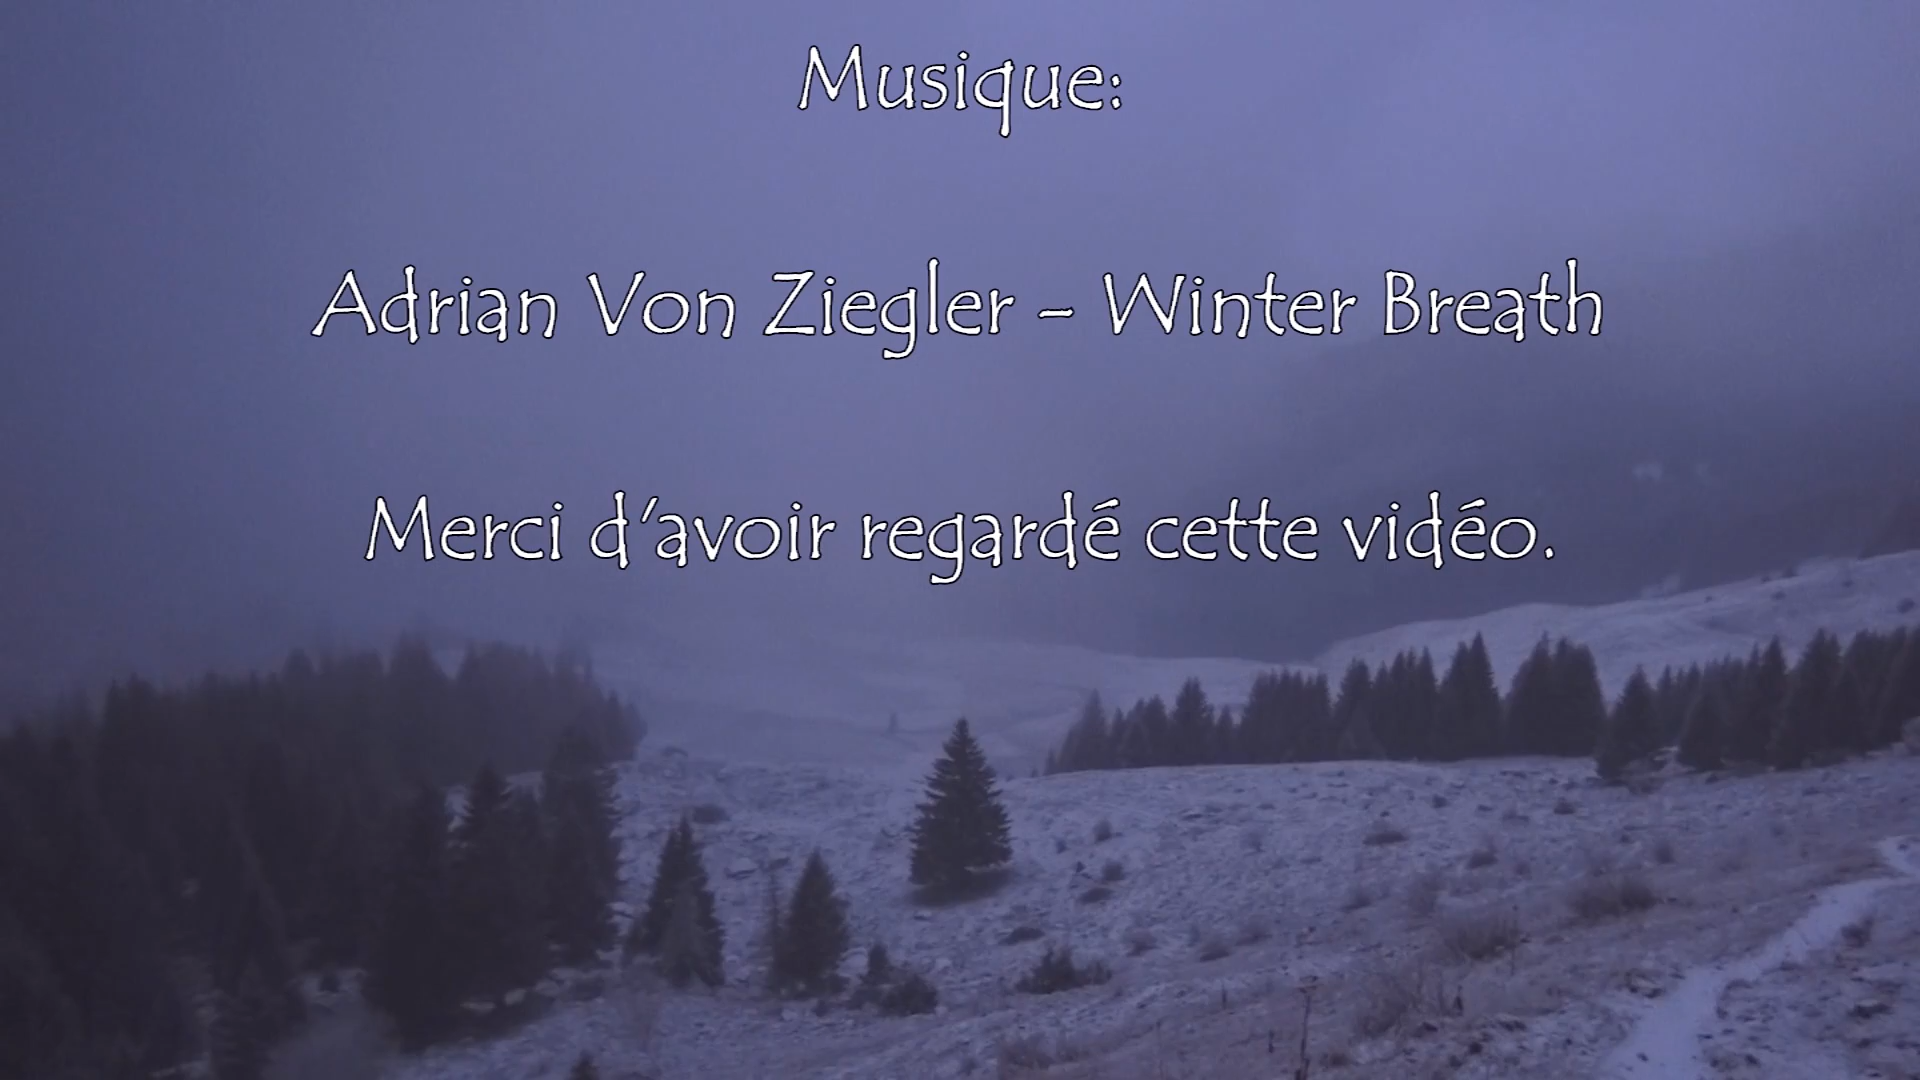 Musique:
Adrian Von Ziegler - Winter Breath
Merci d'avoir regardé cette vidéo.